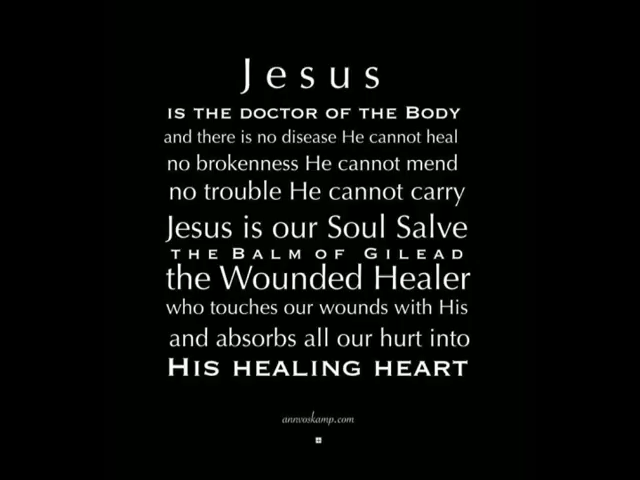 Jesus
IS THE DOCTOR OF THE BODY
and there is no disease He cannot heal
no brokenness He cannot mend
no trouble He cannot carry
Jesus is our Soul Salve
THE BALM OF GILEAD
the Wounded Healer
who touches our wounds with His
and absorbs all our hurt into
HIS HEALING HEART
annvoskamp.com